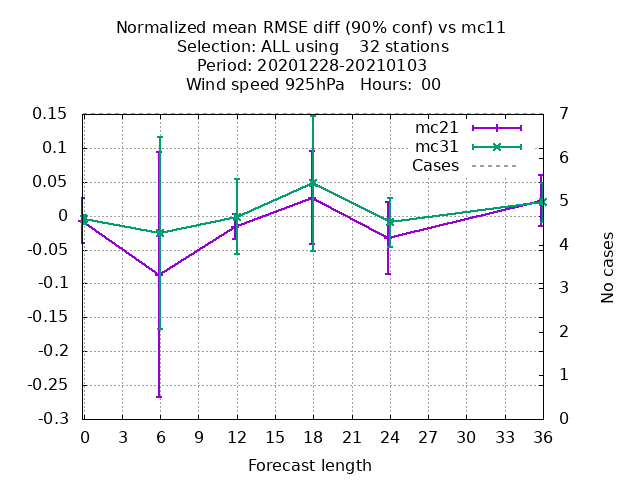 Normalized mean RMSE diff (90% conf) vs mc11
Selection: ALL using    32 stations
Period: 20201228-20210103
Wind speed 925hPa   Hours:  00
mc21
mc31
Cases
0.15
0.1
0.05
0
-0.05
-0.1
-0.15
-0.2
-0.25
-0.3
7
6
5
4
3
2
1
0
No cases
0 3 6 9 12 15 18 21 24 27 30 33 36
Forecast length